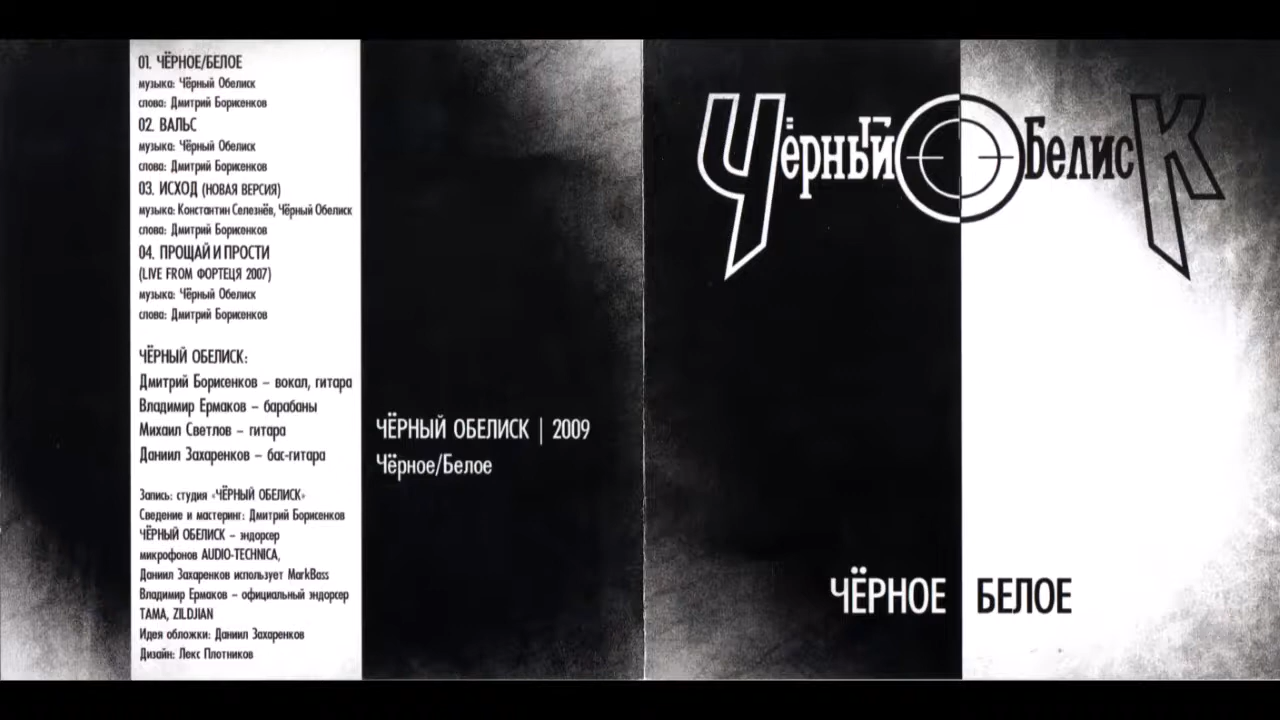 01. ЧЁРНОЕ/БЕЛОЕ
музыка: Чёрный Обелиск
слова: Дмитрий Борисенков
02. ВАЛЬС
музыка: Чёрный Обелиск
слова: Дмитрий Борисенков
03. ИСХОД (НОВАЯ ВЕРСИЯ)
музыка: Константин Селезнёв, Чёрный Обелиск
слова: Дмитрий Борисенков
04. ПРОЩАЙ И ПРОСТИ
(LIVE FROM ФОРТЕЦЯ 2007)
музыка: Чёрный Обелиск
слова: Дмитрий Борисенков
ЧЁРНЫЙ ОБЕЛИСК:
Дмитрий Борисенков – вокал, гитара
Владимир Ермаков – барабаны
Михаил Светлов – гитара
Даниил Захаренков – бас-гитара
Запись: студия «ЧЁРНЫЙ ОБЕЛИСК»
Сведение и мастеринг: Дмитрий Борисенков
ЧЁРНЫЙ ОБЕЛИСК – эндорсер
микрофонов AUDIO-TECHNICA,
Даниил Захаренков использует MarkBass
Владимир Ермаков – официальный эндорсер
TAMA, ZILDJIAN
Идея обложки: Даниил Захаренков
Дизайн: Лекс Плотников
ЧЁРНЫЙ ОБЕЛИСК | 2009
Чёрное/Белое
Чёрный ОбелисК
ЧЁРНОЕ БЕЛОЕ